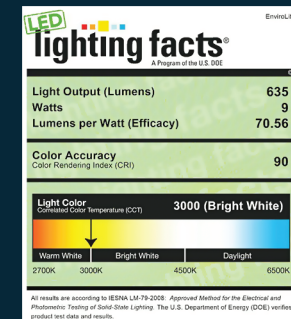 LED
EnviroLit
lighting facts®
A Program of the U.S. DOE
Light Output (Lumens) 635
Watts 9
Lumens per Watt (Efficacy) 70.56
Color Accuracy 90
Color Rendering Index (CRI)
Light Color 3000 (Bright White)
Correlated Color Temperature (CCT)
Warm White Bright White Daylight
2700K 3000K 4500K 6500K
All results are according to IESNA LM-79-2008: Approved Method for the Electrical and
Photometric Testing of Solid-State Lighting. The U.S. Department of Energy (DOE) verifies
product test data and results.